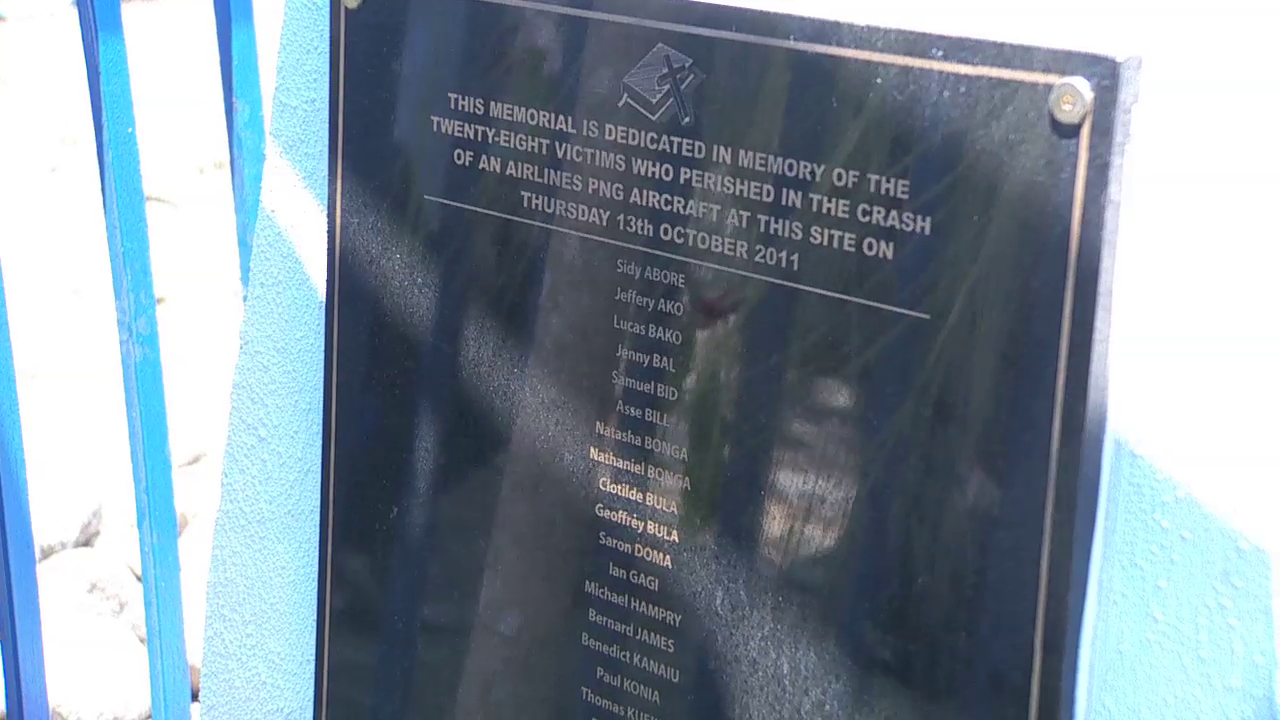 THIS MEMORIAL IS DEDICATED IN MEMORY OF THE
TWENTY-EIGHT VICTIMS WHO PERISHED IN THE CRASH
OF AN AIRLINES PNG AIRCRAFT AT THIS SITE ON
THURSDAY 13th OCTOBER 2011
Sidy ABORE
Jeffery AKO
Lucas BAKO
Jenny BAL
Samuel BID
Asse BILL
Natasha BONGA
Nathaniel BONGA
Clotilde BULA
Geoffrey BULA
Saron DOMA
Ian GAGI
Michael HAMPRY
Bernard JAMES
Benedict KANAIU
Paul KONIA
Thomas